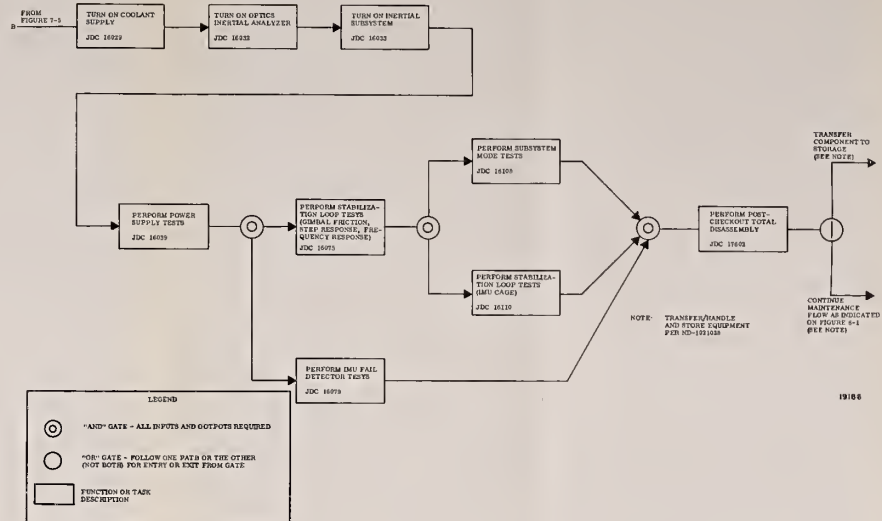 FROM
FIGURE 7-5
B
TURN ON COOLANT
SUPPLY
JDC 16029
TURN ON OPTICS
INERTIAL ANALYZER
JDC 16032
TURN ON INERTIAL
SUBSYSTEM
JDC 16033
PERFORM POWER
SUPPLY TESTS
JDC 16039
PERFORM STABILIZA-
TION LOOP TESTS
(GIMBAL FRICTION,
STEP RESPONSE, FRE-
QUENCY RESPONSE)
JDC 16075
PERFORM SUBSYSTEM
MODE TESTS
JDC 16108
PERFORM STABILIZA-
TION LOOP TESTS
(IMU CAGE)
JDC 16110
PERFORM IMU FAIL
DETECTOR TESTS
JDC 16079
PERFORM POST-
CHECKOUT TOTAL
DISASSEMBLY
JDC 17602
TRANSFER
COMPONENT TO
STORAGE
(SEE NOTE)
CONTINUE
MAINTENANCE
FLOW AS INDICATED
ON FIGURE 6-1
(SEE NOTE)
NOTE: TRANSFER/HANDLE
AND STORE EQUIPMENT
PER ND-1021038
19188
LEGEND
"AND" GATE - ALL INPUTS AND OUTPUTS REQUIRED
"OR" GATE - FOLLOW ONE PATH OR THE OTHER
(NOT BOTH) FOR ENTRY OR EXIT FROM GATE
FUNCTION OR TASK
DESCRIPTION